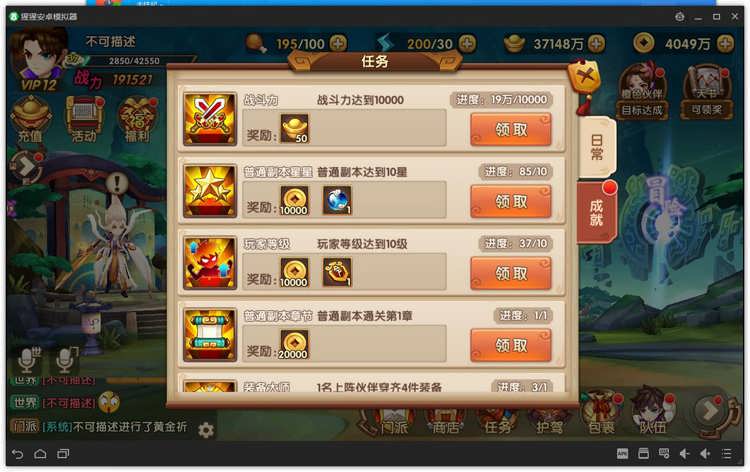 猩猩安卓模拟器
不可描述
37
2850/42550
VIP 12
战力 191521
195/100
200/30
37148万
4049万
充值
活动
福利
橙色伙伴
目标达成
天书
可领奖
任务
日常
成就
战斗力 战斗力达到10000 进度：19万/10000
奖励：
50
领取
普通副本星星 普通副本达到10星 进度：85/10
奖励：
10000
1
领取
玩家等级 玩家等级达到10级 进度：37/10
奖励：
10000
1
领取
普通副本章节 普通副本通关第1章 进度：1/1
奖励：
20000
领取
装备大师 1名上阵伙伴穿齐4件装备 进度：3/1
冒险
世
门
世界 [不可描述]
世界 [不可描述]
门派 [系统]不可描述进行了黄金祈
门派
商店
任务
护驾
包裹
队伍